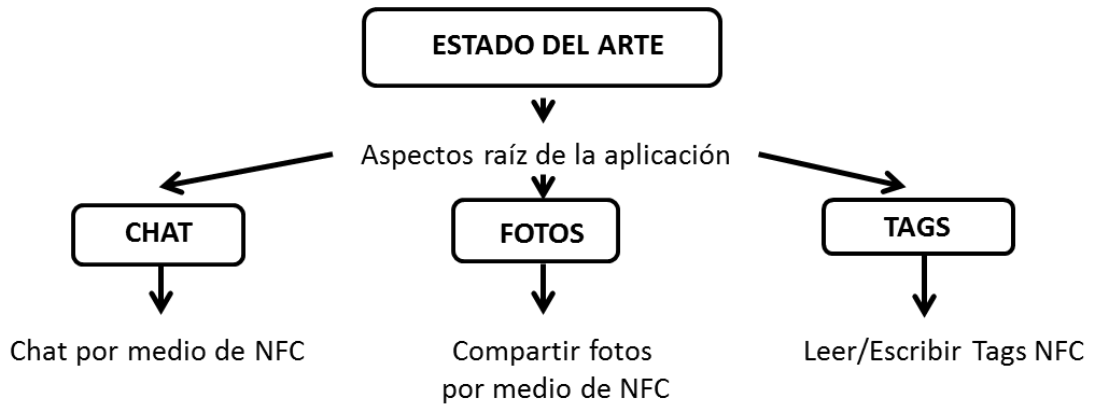 ESTADO DEL ARTE
Aspectos raíz de la aplicación
CHAT
FOTOS
TAGS
Chat por medio de NFC
Compartir fotos
por medio de NFC
Leer/Escribir Tags NFC